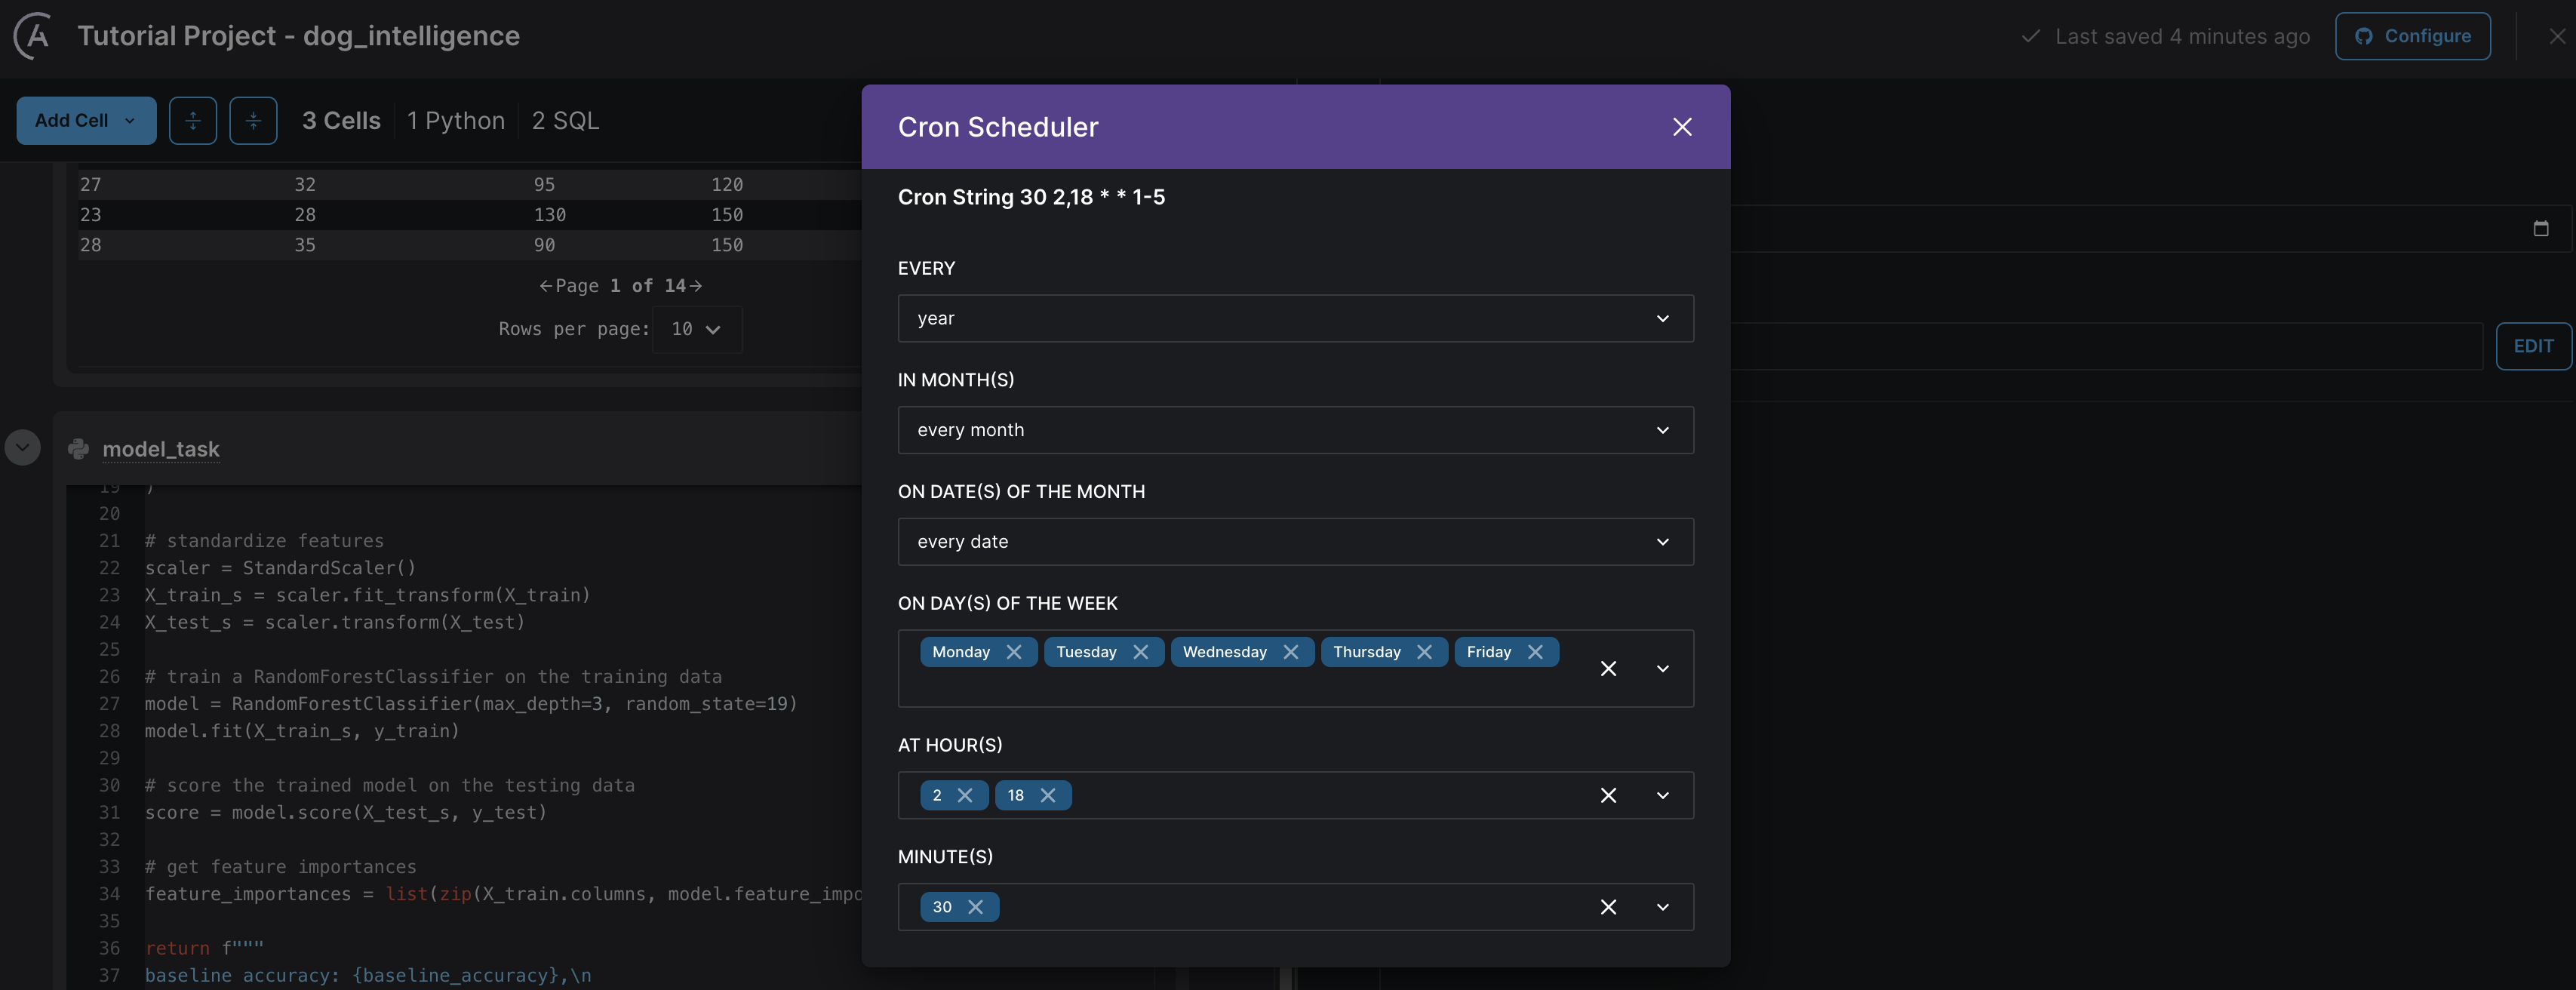 Tutorial Project - dog_intelligence
Last saved 4 minutes ago
Configure
Add Cell
3 Cells
1 Python
2 SQL
27 32 95 120
23 28 130 150
28 35 90 150
←Page 1 of 14→
Rows per page: 10
model_task
19 )
20
21 # standardize features
22 scaler = StandardScaler()
23 X_train_s = scaler.fit_transform(X_train)
24 X_test_s = scaler.transform(X_test)
25
26 # train a RandomForestClassifier on the training data
27 model = RandomForestClassifier(max_depth=3, random_state=19)
28 model.fit(X_train_s, y_train)
29
30 # score the trained model on the testing data
31 score = model.score(X_test_s, y_test)
32
33 # get feature importances
34 feature_importances = list(zip(X_train.columns, model.feature_impo
35
36 return f"""
37 baseline accuracy: {baseline_accuracy},\n
Cron Scheduler
Cron String 30 2,18 * * 1-5
EVERY
year
IN MONTH(S)
every month
ON DATE(S) OF THE MONTH
every date
ON DAY(S) OF THE WEEK
Monday Tuesday Wednesday Thursday Friday
AT HOUR(S)
2 18
MINUTE(S)
30
EDIT